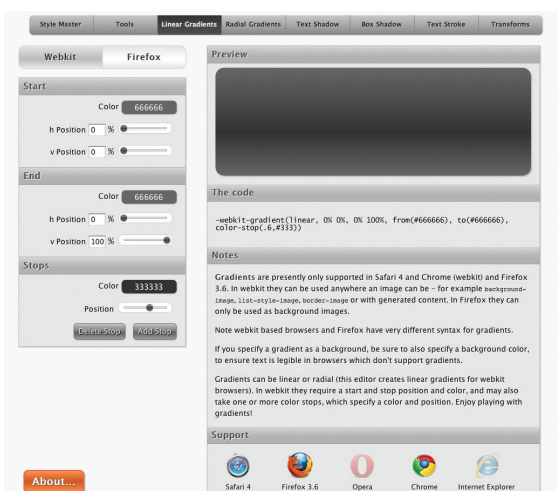 Style Master Tools Linear Gradients Radial Gradients Text Shadow Box Shadow Text Stroke Transforms
Webkit Firefox
Start
Color 666666
h Position 0 %
v Position 0 %
End
Color 666666
h Position 0 %
v Position 100 %
Stops
Color 333333
Position
Delete Stop Add Stop
About...
Preview
The code
-webkit-gradient(linear, 0% 0%, 0% 100%, from(#666666), to(#666666),
color-stop(.6,#333))
Notes
Gradients are presently only supported in Safari 4 and Chrome (webkit) and Firefox
3.6. In webkit they can be used anywhere an image can be - for example background-
image, list-style-image, border-image or with generated content. In Firefox they can
only be used as background images.
Note webkit based browsers and Firefox have very different syntax for gradients.
If you specify a gradient as a background, be sure to also specify a background color,
to ensure text is legible in browsers which don't support gradients.
Gradients can be linear or radial (this editor creates linear gradients for webkit
browsers). In webkit they require a start and stop position and color, and may also
take one or more color stops, which specify a color and position. Enjoy playing with
gradients!
Support
Safari 4 Firefox 3.6 Opera Chrome Internet Explorer